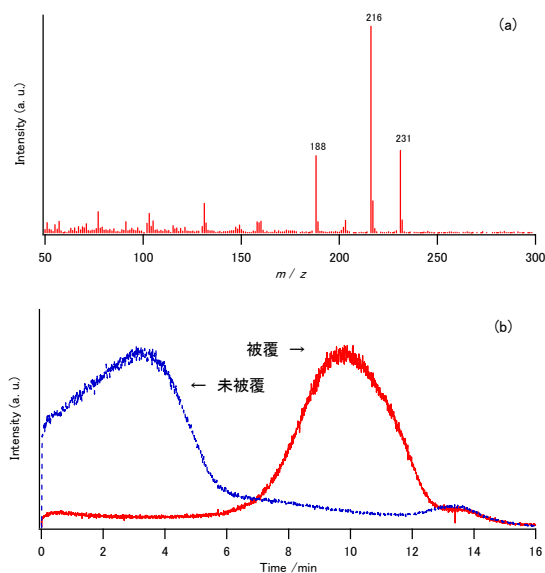 (a)
216
188
231
Intensity (a. u.)
50 100 150 200 250 300
m / z
(b)
被覆 →
← 未被覆
Intensity (a. u.)
0 2 4 6 8 10 12 14 16
Time /min